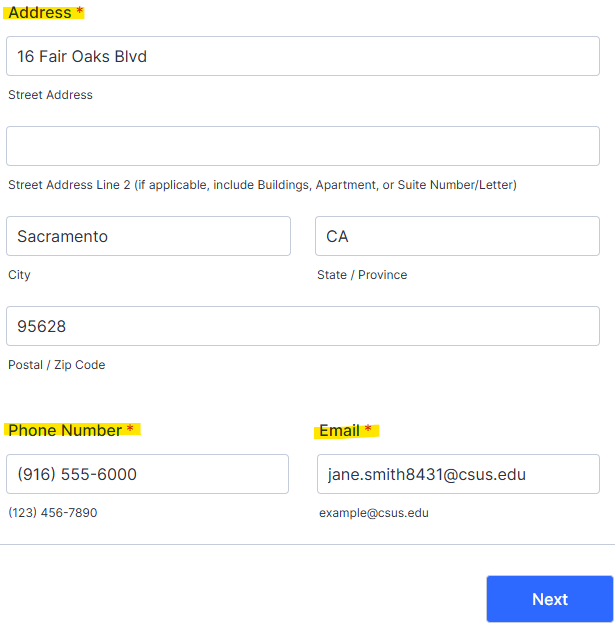 Address *
16 Fair Oaks Blvd
Street Address
Street Address Line 2 (if applicable, include Buildings, Apartment, or Suite Number/Letter)
Sacramento CA
City State / Province
95628
Postal / Zip Code
Phone Number * Email *
(916) 555-6000 jane.smith8431@csus.edu
(123) 456-7890 example@csus.edu
Next